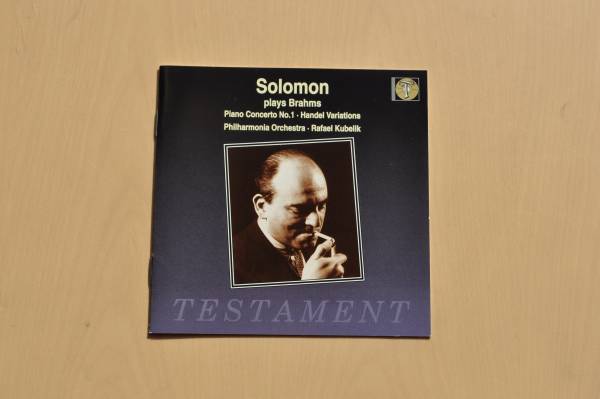 Solomon
plays Brahms
Piano Concerto No.1 · Handel Variations
Philharmonia Orchestra · Rafael Kubelik
T
TESTAMENT